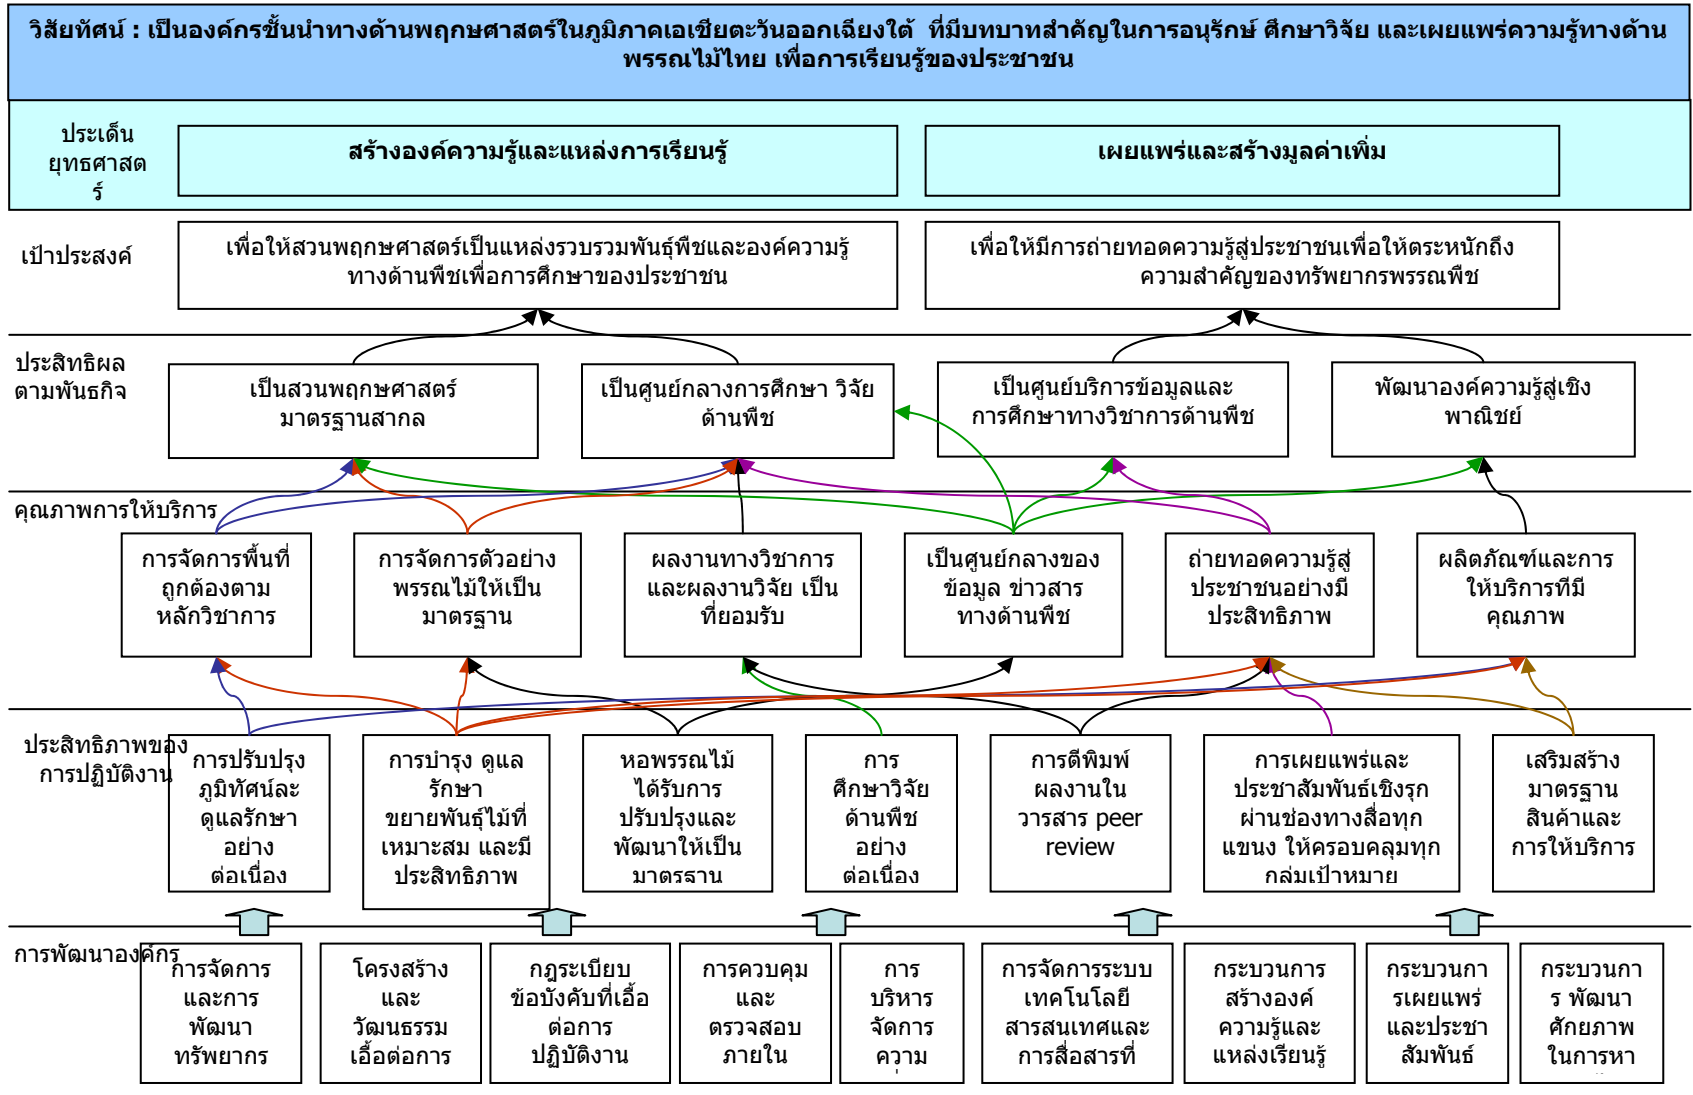 วิสัยทัศน์ : เป็นองค์กรชั้นนำทางด้านพฤกษศาสตร์ในภูมิภาคเอเชียตะวันออกเฉียงใต้ ที่มีบทบาทสำคัญในการอนุรักษ์ ศึกษาวิจัย และเผยแพร่ความรู้ทางด้าน
พรรณไม้ไทย เพื่อการเรียนรู้ของประชาชน
ประเด็น
ยุทธศาสต
ร์
สร้างองค์ความรู้และแหล่งการเรียนรู้
เผยแพร่และสร้างมูลค่าเพิ่ม
เป้าประสงค์
เพื่อให้สวนพฤกษศาสตร์เป็นแหล่งรวบรวมพันธุ์พืชและองค์ความรู้
ทางด้านพืชเพื่อการศึกษาของประชาชน
เพื่อให้มีการถ่ายทอดความรู้สู่ประชาชนเพื่อให้ตระหนักถึง
ความสำคัญของทรัพยากรพรรณพืช
ประสิทธิผล
ตามพันธกิจ
เป็นสวนพฤกษศาสตร์
มาตรฐานสากล
เป็นศูนย์กลางการศึกษา วิจัย
ด้านพืช
เป็นศูนย์บริการข้อมูลและ
การศึกษาทางวิชาการด้านพืช
พัฒนาองค์ความรู้สู่เชิง
พาณิชย์
คุณภาพการให้บริการ
การจัดการพื้นที่
ถูกต้องตาม
หลักวิชาการ
การจัดการตัวอย่าง
พรรณไม้ให้เป็น
มาตรฐาน
ผลงานทางวิชาการ
และผลงานวิจัย เป็น
ที่ยอมรับ
เป็นศูนย์กลางของ
ข้อมูล ข่าวสาร
ทางด้านพืช
ถ่ายทอดความรู้สู่
ประชาชนอย่างมี
ประสิทธิภาพ
ผลิตภัณฑ์และการ
ให้บริการทีมี
คุณภาพ
ประสิทธิภาพของ
การปฏิบัติงาน
การปรับปรุง
ภูมิทัศน์ละ
ดูแลรักษา
อย่าง
ต่อเนื่อง
การบำรุง ดูแล
รักษา
ขยายพันธุ์ไม้ที่
เหมาะสม และมี
ประสิทธิภาพ
หอพรรณไม้
ได้รับการ
ปรับปรุงและ
พัฒนาให้เป็น
มาตรฐาน
การ
ศึกษาวิจัย
ด้านพืช
อย่าง
ต่อเนื่อง
การตีพิมพ์
ผลงานใน
วารสาร peer
review
การเผยแพร่และ
ประชาสัมพันธ์เชิงรุก
ผ่านช่องทางสื่อทุก
แขนง ให้ครอบคลุมทุก
กลุ่มเป้าหมาย
เสริมสร้าง
มาตรฐาน
สินค้าและ
การให้บริการ
การพัฒนาองค์กร
การจัดการ
และการ
พัฒนา
ทรัพยากร
โครงสร้าง
และ
วัฒนธรรม
เอื้อต่อการ
กฎระเบียบ
ข้อบังคับที่เอื้อ
ต่อการ
ปฏิบัติงาน
การควบคุม
และ
ตรวจสอบ
ภายใน
การ
บริหาร
จัดการ
ความ
การจัดการระบบ
เทคโนโลยี
สารสนเทศและ
การสื่อสารที่
กระบวนการ
สร้างองค์
ความรู้และ
แหล่งเรียนรู้
กระบวนกา
รเผยแพร่
และประชา
สัมพันธ์
กระบวนกา
ร พัฒนา
ศักยภาพ
ในการหา